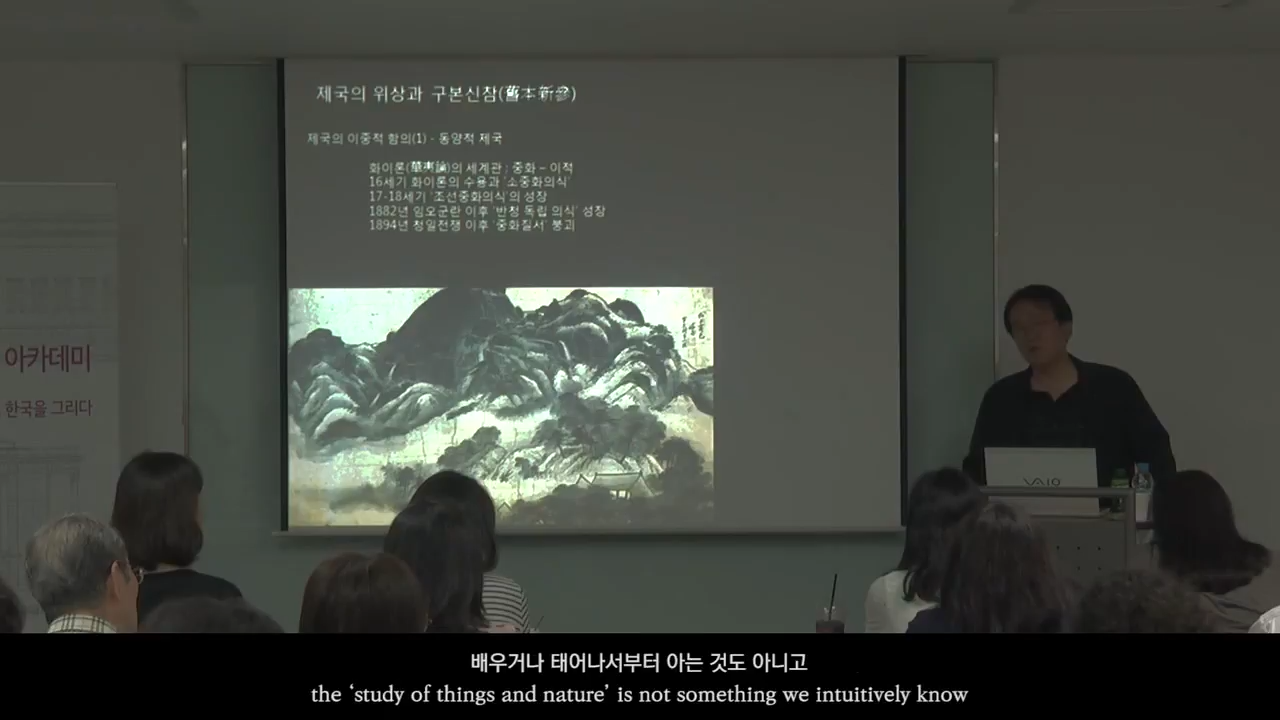 제국의 위상과 구본신참(舊本新參)
제국의 이중적 함의(1) - 동양적 제국
화이론(華夷論)의 세계관 : 중화 – 이적
16세기 화이론의 수용과 '소중화의식'
17-18세기 '조선중화의식'의 성장
1882년 임오군란 이후 '반청 독립 의식' 성장
1894년 청일전쟁 이후 '중화질서' 붕괴
아카데미
한국을 그리다
VAIO
배우거나 태어나서부터 아는 것도 아니고
the ‘study of things and nature’ is not something we intuitively know